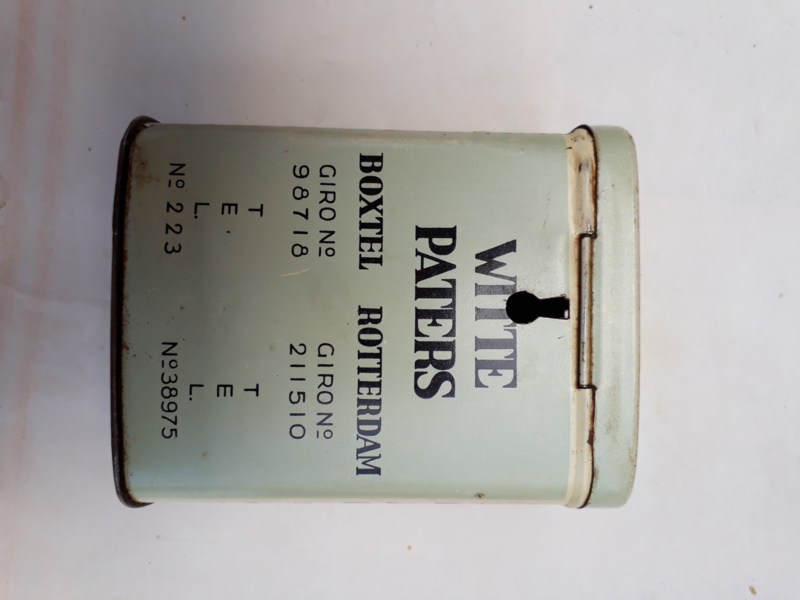 WITTE
PATERS
BOXTEL ROTTERDAM
GIRO Nº GIRO Nº
98718 211510
T T
E. E
L. L.
Nº 223 Nº38975